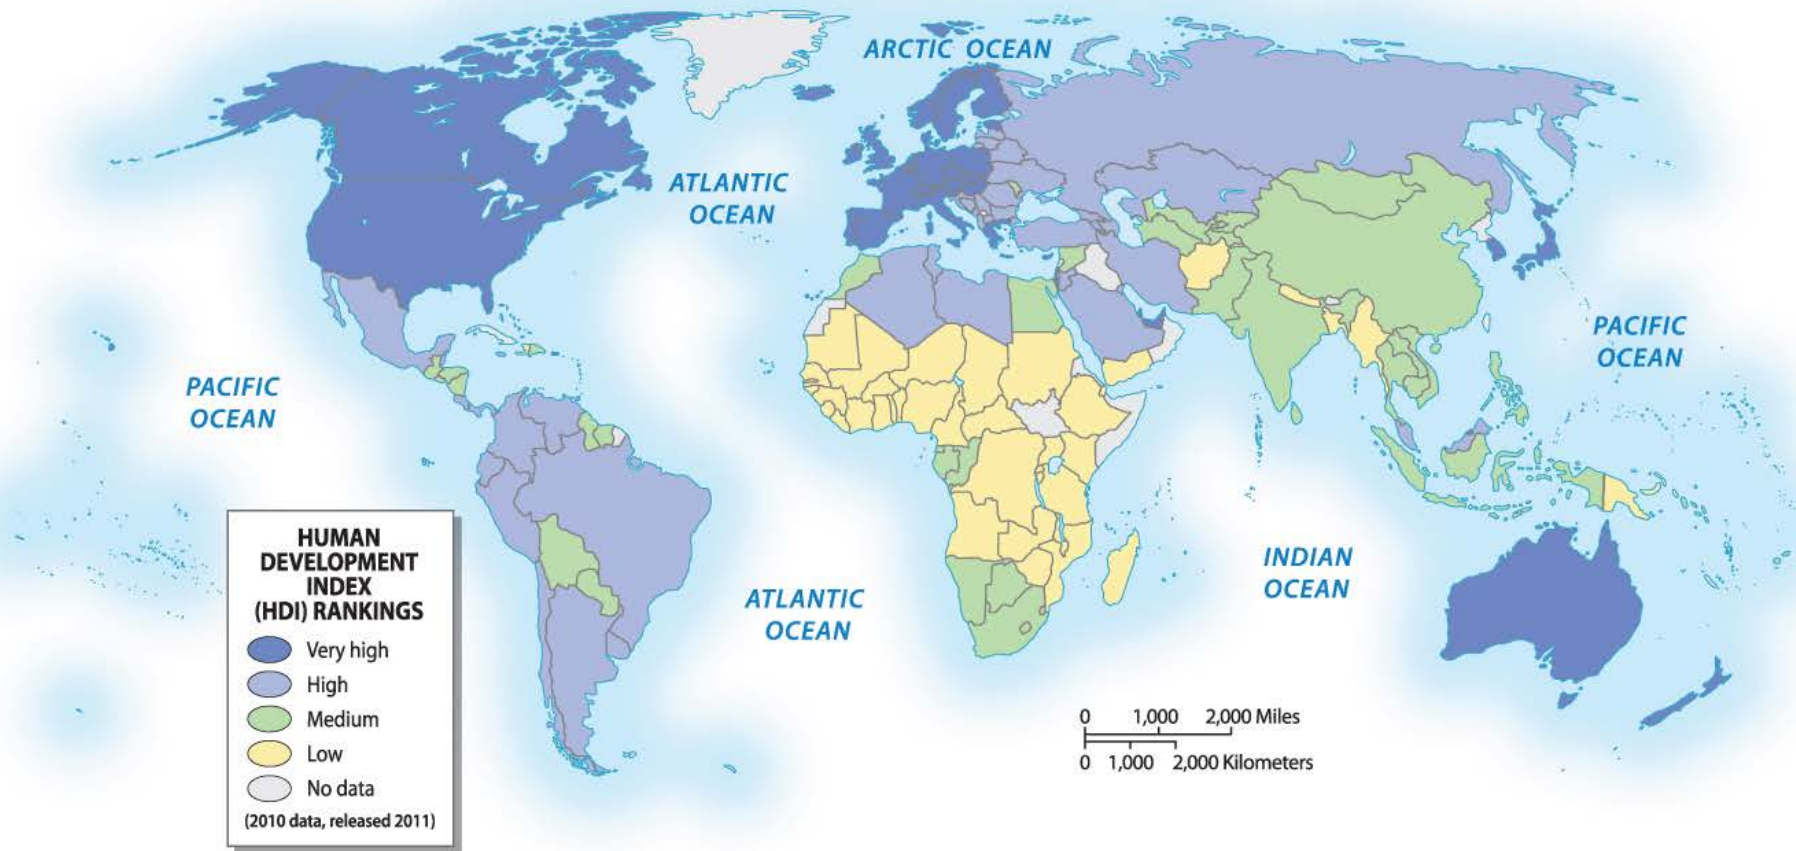 ARCTIC OCEAN
ATLANTIC
OCEAN
PACIFIC
OCEAN
PACIFIC
OCEAN
INDIAN
OCEAN
ATLANTIC
OCEAN
HUMAN
DEVELOPMENT
INDEX
(HDI) RANKINGS
Very high
High
Medium
Low
No data
(2010 data, released 2011)
0 1,000 2,000 Miles
0 1,000 2,000 Kilometers